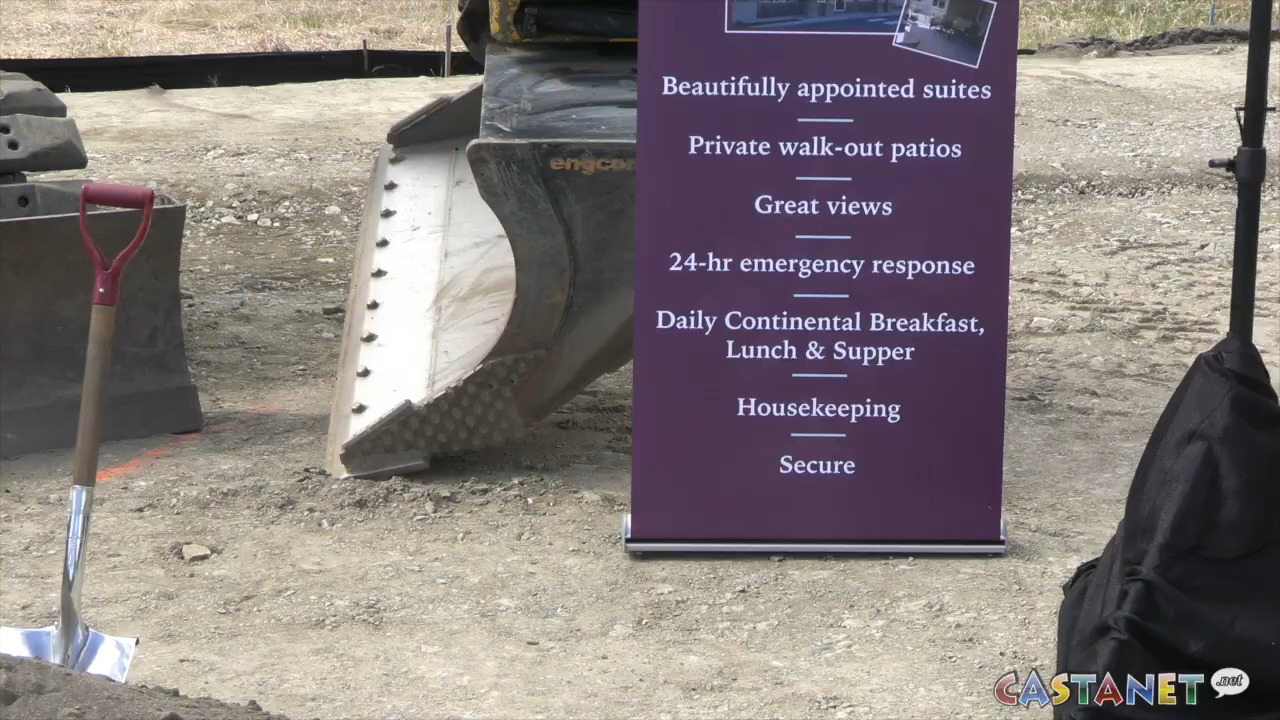 engcon
Beautifully appointed suites
Private walk-out patios
Great views
24-hr emergency response
Daily Continental Breakfast,
Lunch & Supper
Housekeeping
Secure
CASTANET .net